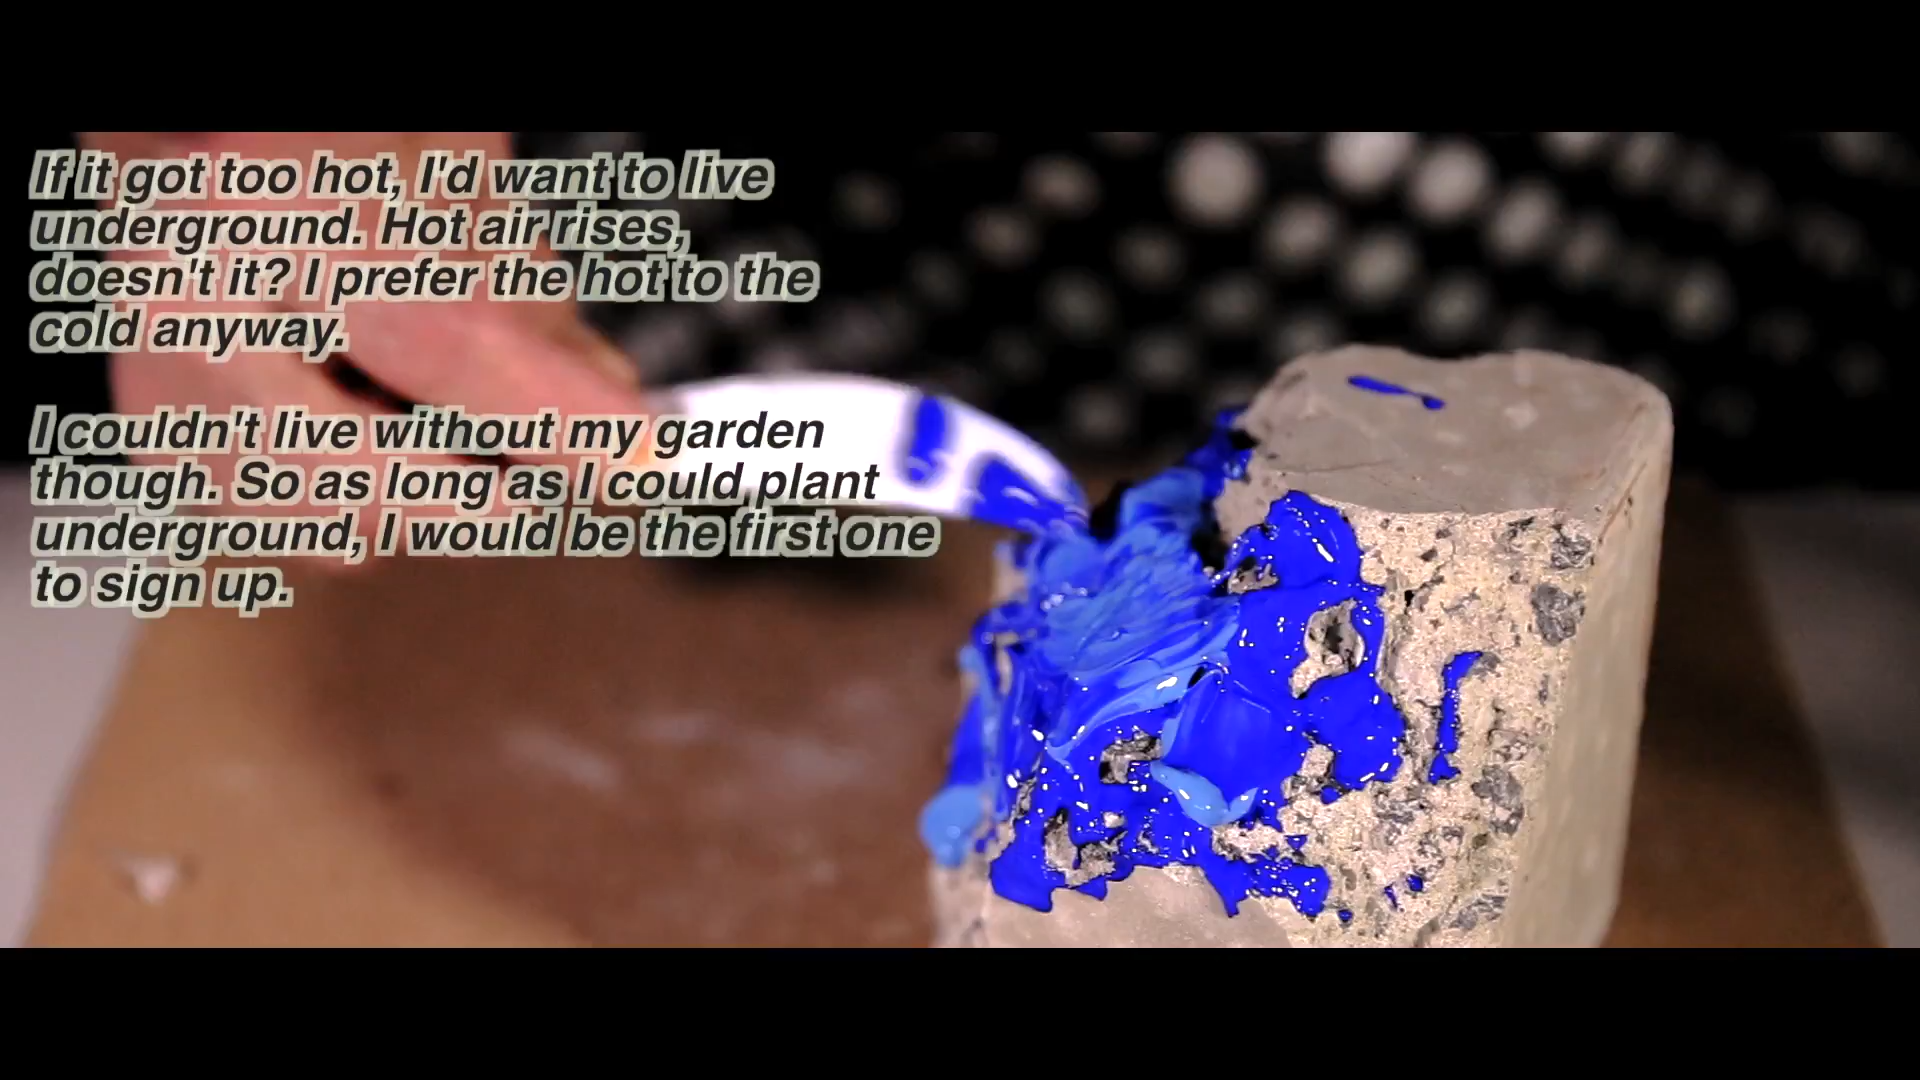 If it got too hot, I'd want to live
underground. Hot air rises,
doesn't it? I prefer the hot to the
cold anyway.
I couldn't live without my garden
though. So as long as I could plant
underground, I would be the first one
to sign up.